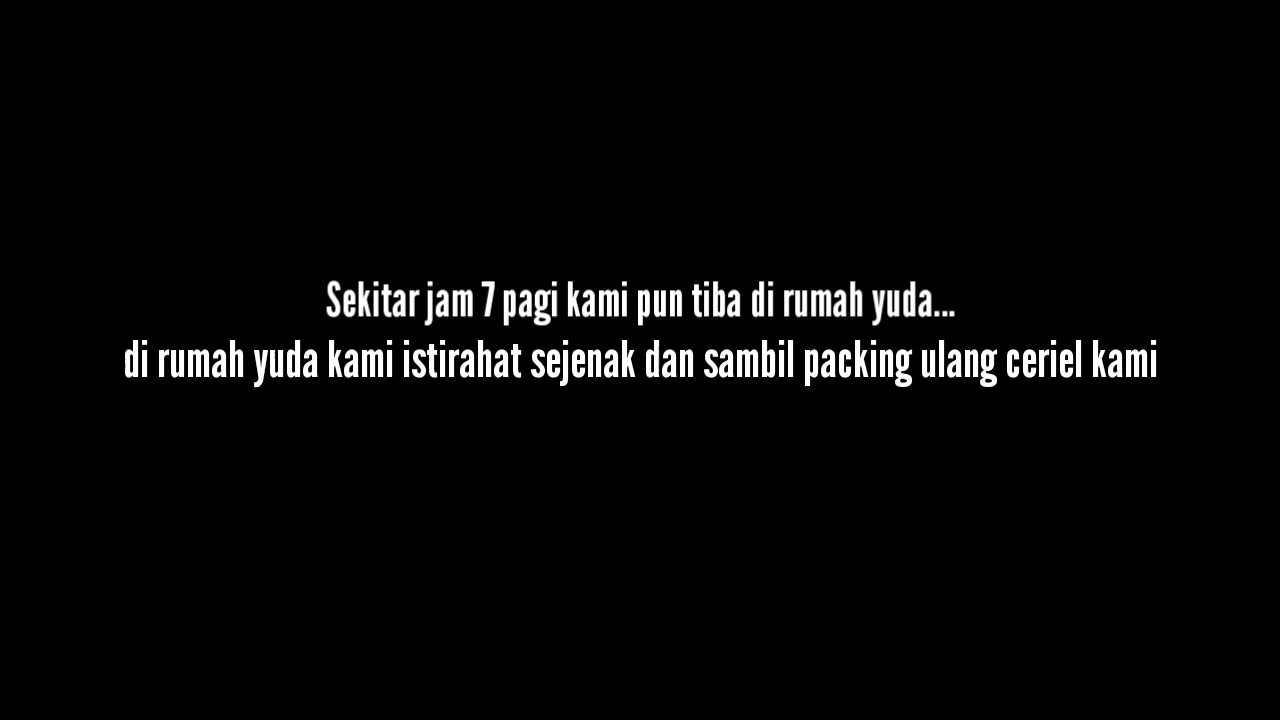 Sekitar jam 7 pagi kami pun tiba di rumah yuda...
di rumah yuda kami istirahat sejenak dan sambil packing ulang ceriel kami